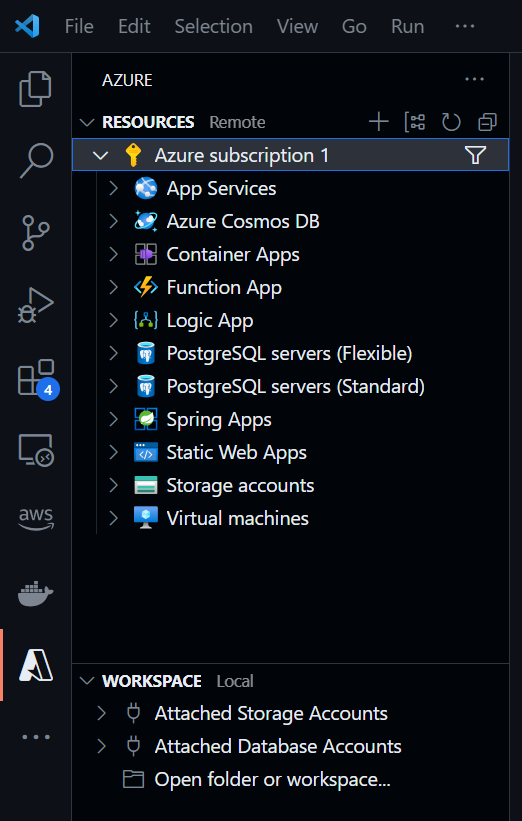 File Edit Selection View Go Run ···
AZURE ···
RESOURCES Remote
Azure subscription 1
App Services
Azure Cosmos DB
Container Apps
Function App
Logic App
PostgreSQL servers (Flexible)
PostgreSQL servers (Standard)
Spring Apps
Static Web Apps
Storage accounts
Virtual machines
4
aws
WORKSPACE Local
Attached Storage Accounts
Attached Database Accounts
Open folder or workspace...